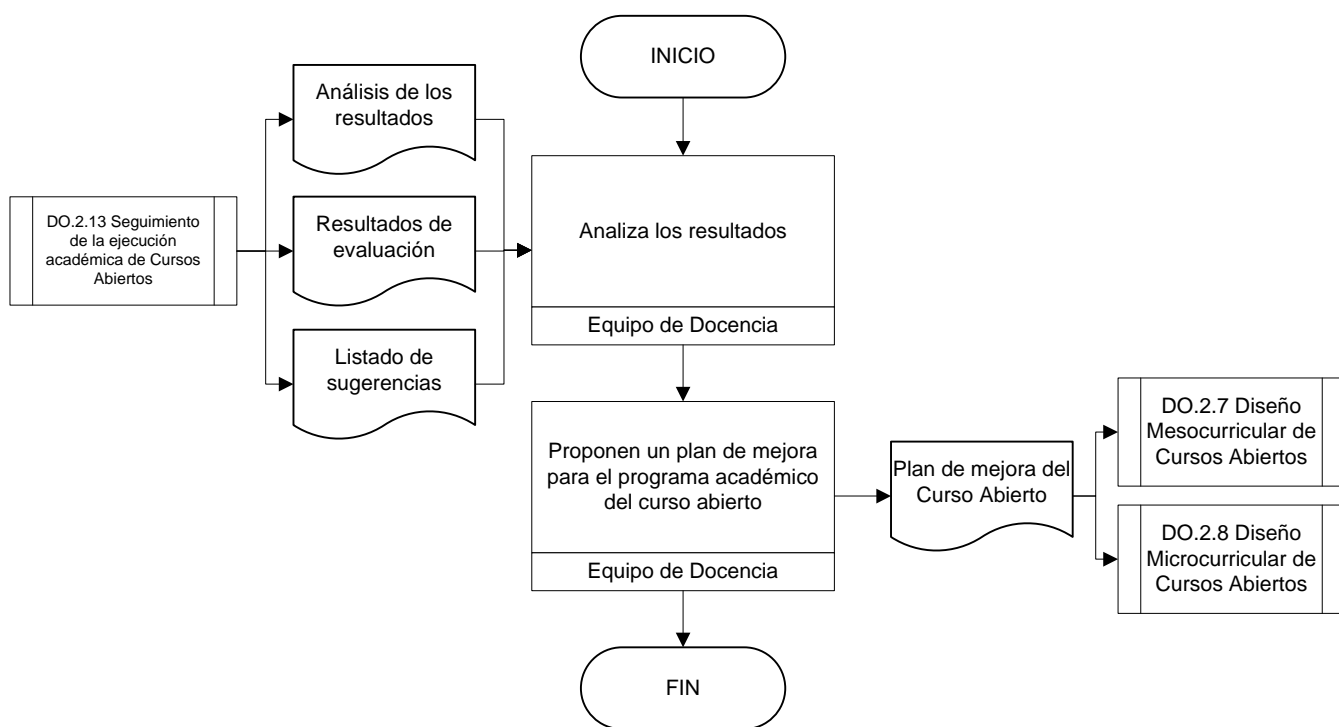 INICIO
Análisis de los
resultados
DO.2.13 Seguimiento
de la ejecución
académica de Cursos
Abiertos
Resultados de
evaluación
Analiza los resultados
Equipo de Docencia
Listado de
sugerencias
Proponen un plan de mejora
para el programa académico
del curso abierto
Equipo de Docencia
Plan de mejora del
Curso Abierto
DO.2.7 Diseño
Mesocurricular de
Cursos Abiertos
DO.2.8 Diseño
Microcurricular de
Cursos Abiertos
FIN